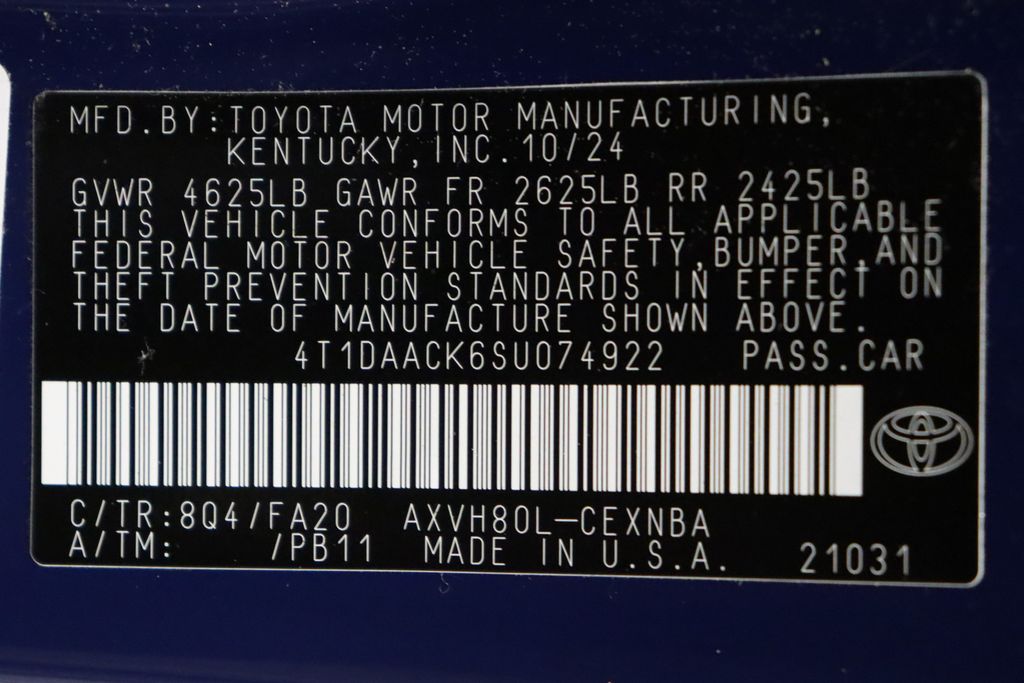 MFD.BY:TOYOTA MOTOR MANUFACTURING,
KENTUCKY,INC.10/24
GVWR 4625LB GAWR FR 2625LB RR 2425LB
THIS VEHICLE CONFORMS TO ALL APPLICABLE
FEDERAL MOTOR VEHICLE SAFETY,BUMPER,AND
THEFT PREVENTION STANDARDS IN EFFECT ON
THE DATE OF MANUFACTURE SHOWN ABOVE.
4T1DAACK6SU074922 PASS.CAR
C/TR:8Q4/FA20 AXVH80L-CEXNBA
A/TM: /PB11 MADE IN U.S.A. 21031